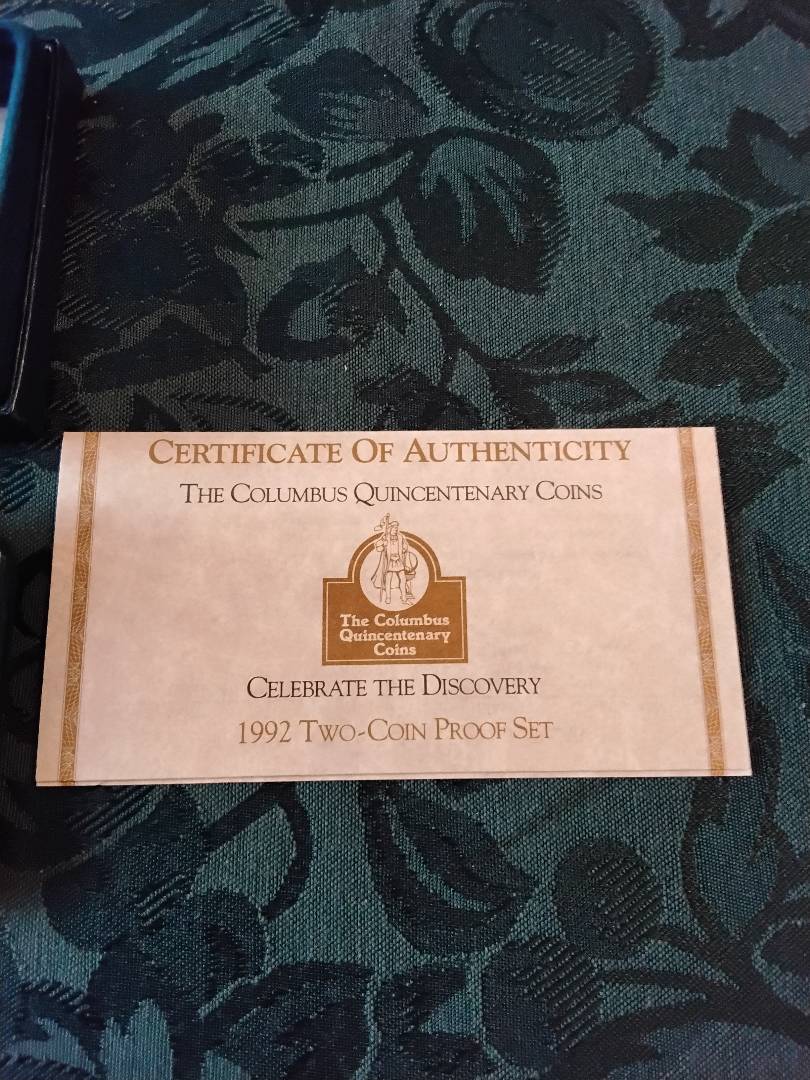 CERTIFICATE OF AUTHENTICITY
THE COLUMBUS QUINCENTENARY COINS
The Columbus
Quincentenary
Coins
CELEBRATE THE DISCOVERY
1992 TWO-COIN PROOF SET